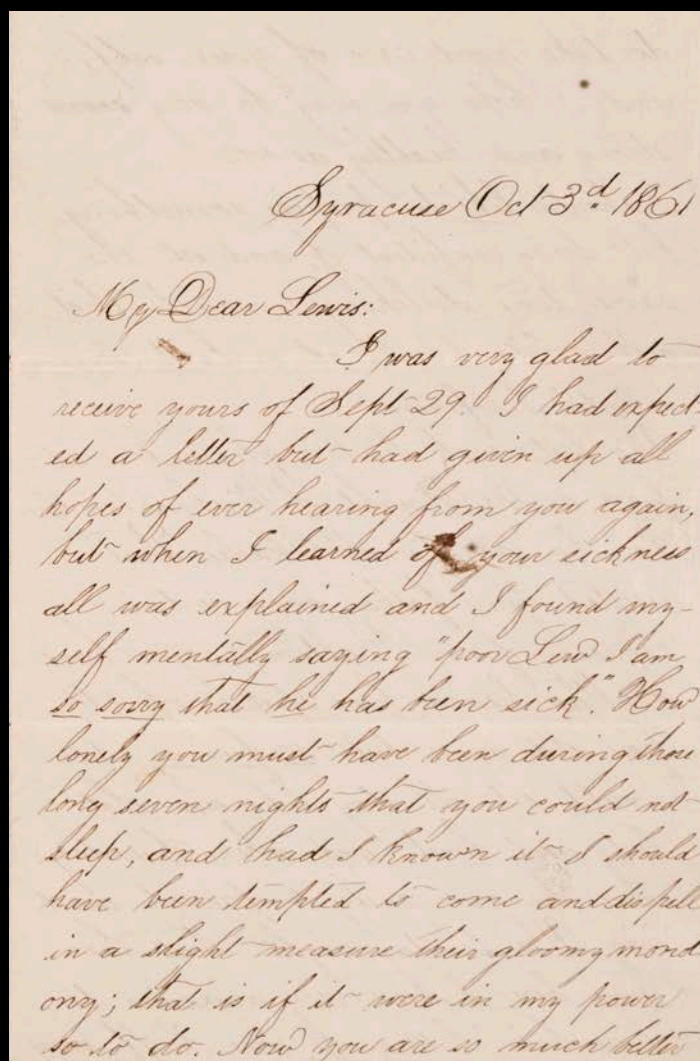 Syracuse Oct 3d 1861
My Dear Lewis:
I was very glad to
receive yours of Sept 29. I had expect
ed a letter but had given up all
hopes of ever hearing from you again,
but when I learned of your sickness
all was explained and I found my-
self mentally saying "poor Lew I am
so sorry that he has been sick". How
lonely you must have been during those
long seven nights that you could not
sleep, and had I known it I should
have been tempted to come and dispell
in a slight measure their gloomy monot
ony; that is if it were in my power
so to do. Now you are so much better